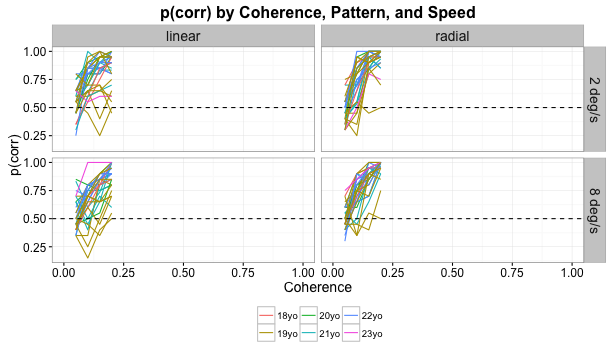 p(corr) by Coherence, Pattern, and Speed
linear radial
1.00
0.75
0.50
0.25
2 deg/s
p(corr)
1.00
0.75
0.50
0.25
8 deg/s
0.00 0.25 0.50 0.75 1.00 0.00 0.25 0.50 0.75 1.00
Coherence
18yo 20yo 22yo
19yo 21yo 23yo